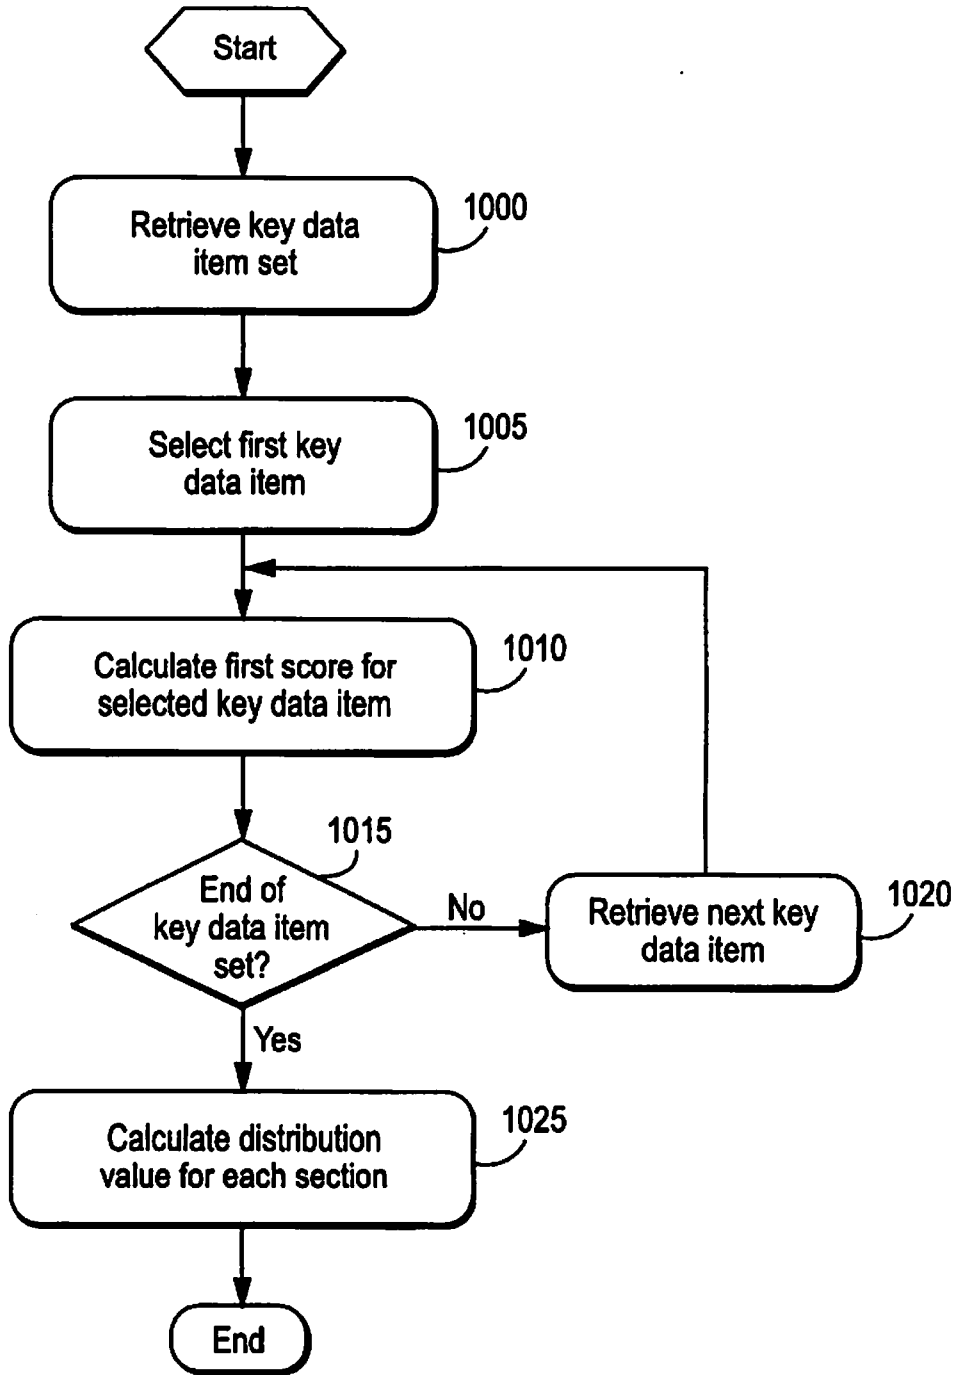 Start
Retrieve key data
item set
1000
Select first key
data item
1005
Calculate first score for
selected key data item
1010
End of
key data item
set?
1015
No
Retrieve next key
data item
1020
Yes
Calculate distribution
value for each section
1025
End